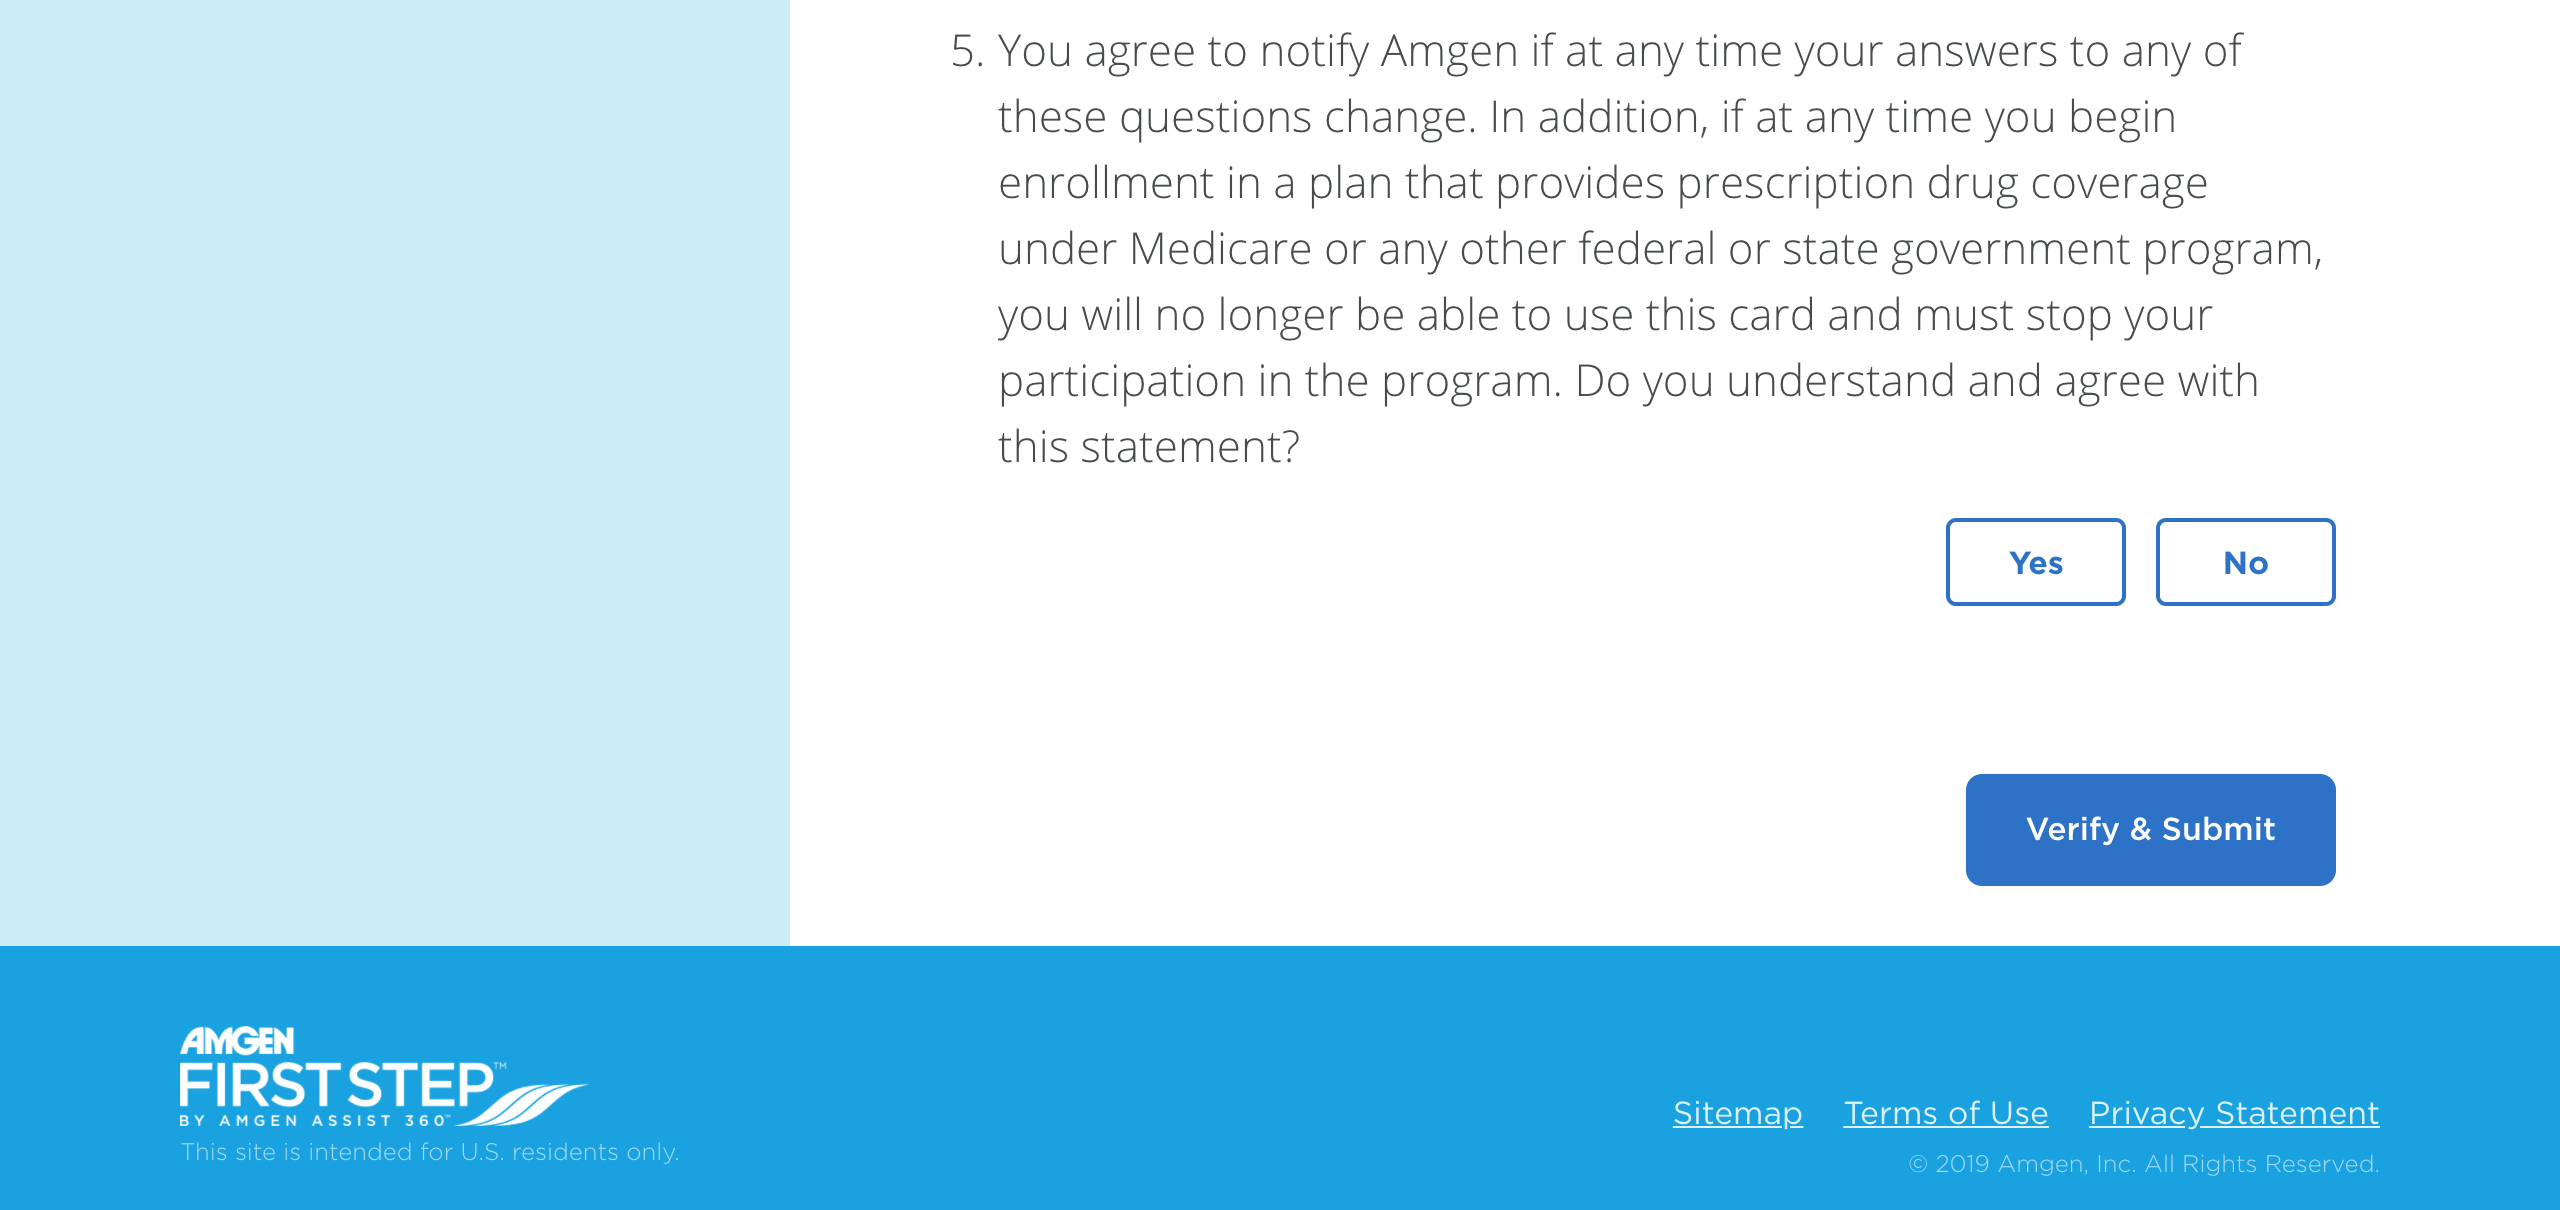 5. You agree to notify Amgen if at any time your answers to any of
these questions change. In addition, if at any time you begin
enrollment in a plan that provides prescription drug coverage
under Medicare or any other federal or state government program,
you will no longer be able to use this card and must stop your
participation in the program. Do you understand and agree with
this statement?
Yes No
Verify & Submit
AMGEN
FIRST STEP™
BY AMGEN ASSIST 360™
This site is intended for U.S. residents only.
Sitemap Terms of Use Privacy Statement
© 2019 Amgen, Inc. All Rights Reserved.